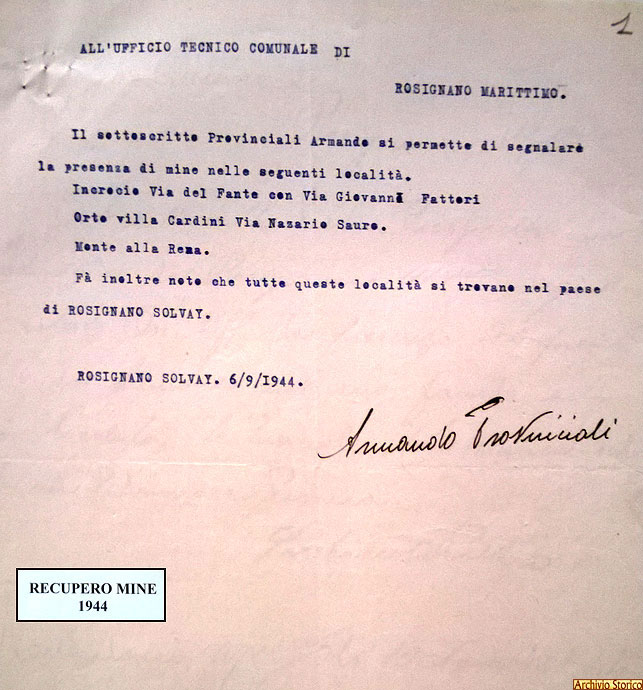 1
ALL'UFFICIO TECNICO COMUNALE DI
ROSIGNANO MARITTIMO.
Il sottoscritto Provinciali Armando si permette di segnalare
la presenza di mine nelle seguenti località.
Incrocio Via del Fante con Via Giovanni Fattori
Orto villa Cardini Via Nazario Sauro.
Monte alla Rena.
Fà inoltre noto che tutte queste località si trovano nel paese
di ROSIGNANO SOLVAY.
ROSIGNANO SOLVAY. 6/9/1944.
Armando Provinciali
RECUPERO MINE
1944
Archivio Storico